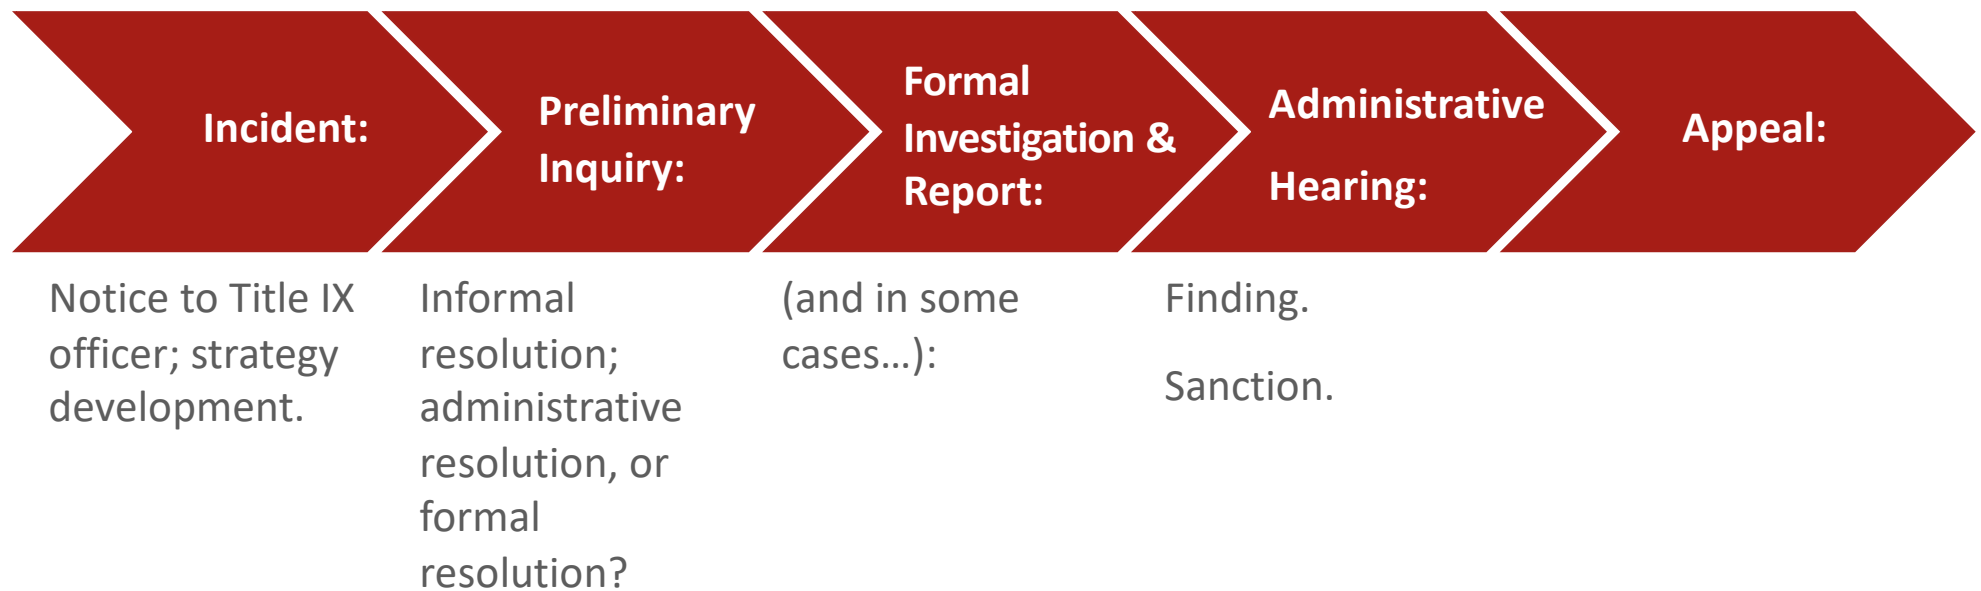 Incident:
Preliminary
Inquiry:
Formal
Investigation &
Report:
Administrative
Hearing:
Appeal:
Notice to Title IX
officer; strategy
development.
Informal
resolution;
administrative
resolution, or
formal
resolution?
(and in some
cases…):
Finding.
Sanction.